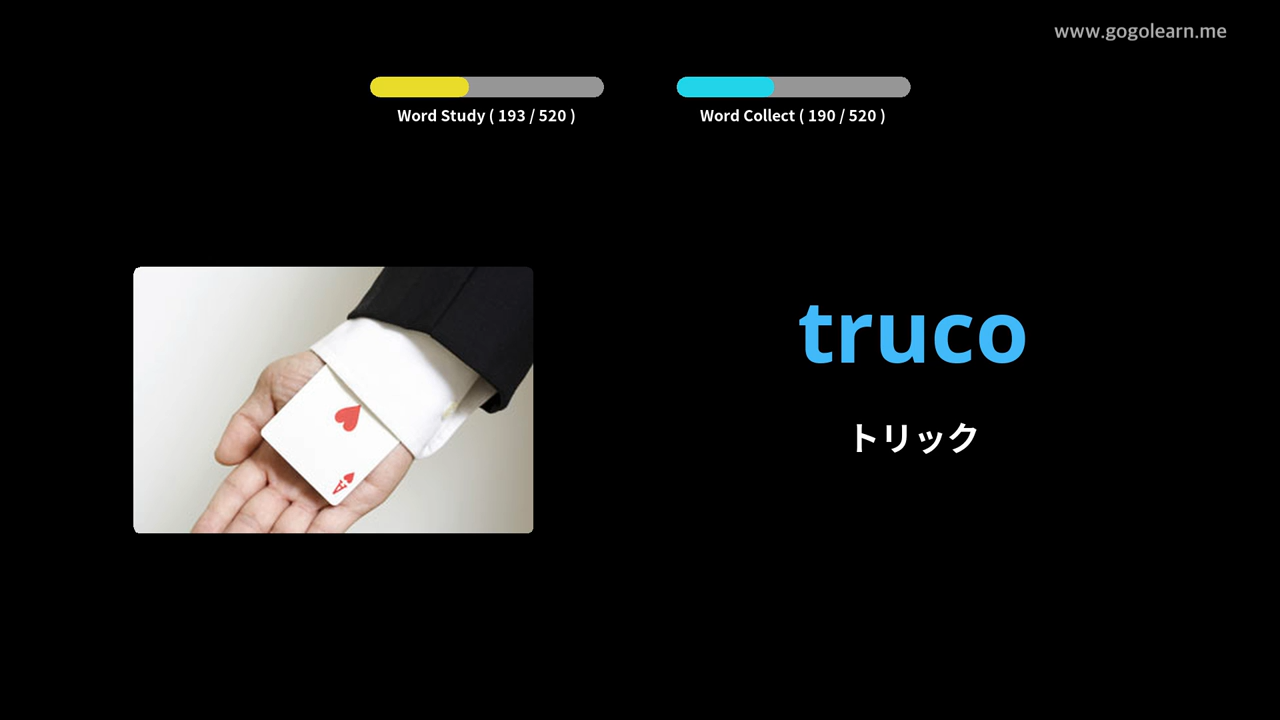 www.gogolearn.me
Word Study ( 193 / 520 )
Word Collect ( 190 / 520 )
truco
トリック
A